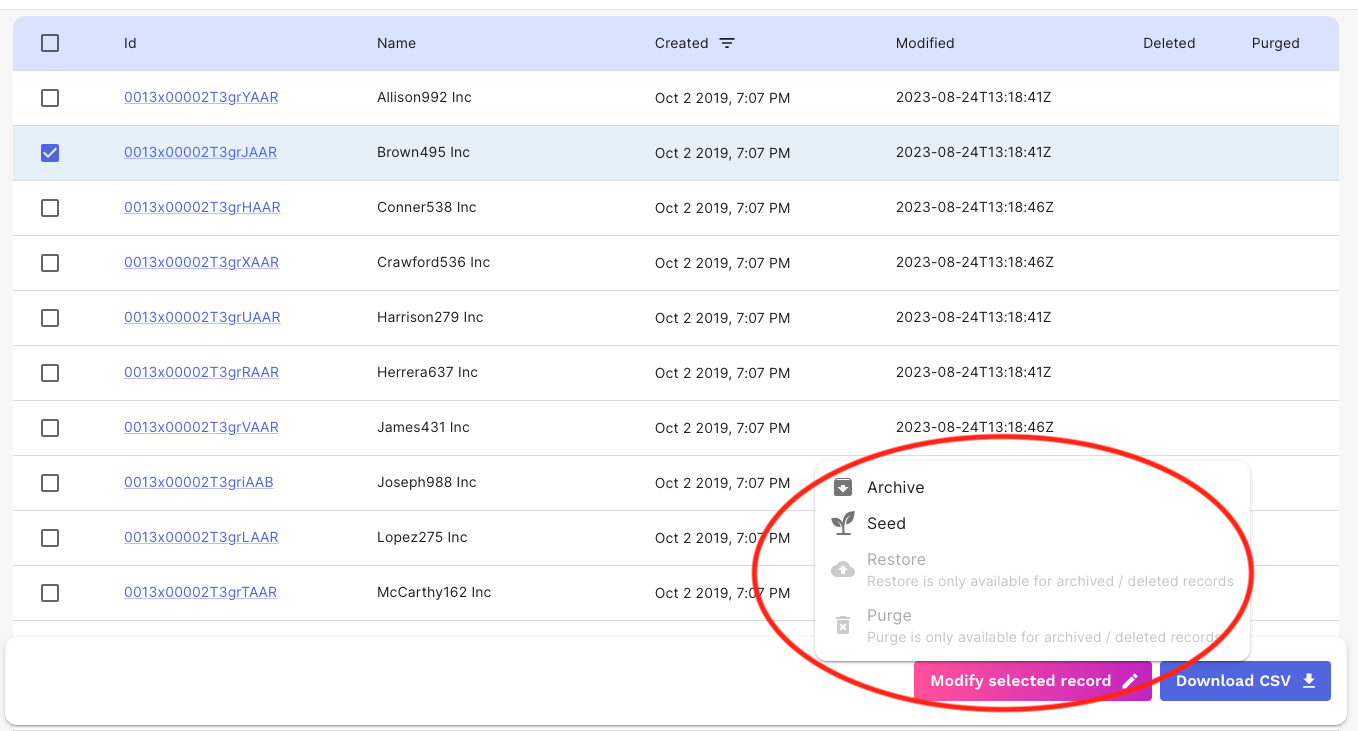 Id Name Created Modified Deleted Purged
0013x00002T3grYAAR Allison992 Inc Oct 2 2019, 7:07 PM 2023-08-24T13:18:41Z
0013x00002T3grJAAR Brown495 Inc Oct 2 2019, 7:07 PM 2023-08-24T13:18:41Z
0013x00002T3grHAAR Conner538 Inc Oct 2 2019, 7:07 PM 2023-08-24T13:18:46Z
0013x00002T3grXAAR Crawford536 Inc Oct 2 2019, 7:07 PM 2023-08-24T13:18:46Z
0013x00002T3grUAAR Harrison279 Inc Oct 2 2019, 7:07 PM 2023-08-24T13:18:41Z
0013x00002T3grRAAR Herrera637 Inc Oct 2 2019, 7:07 PM 2023-08-24T13:18:41Z
0013x00002T3grVAAR James431 Inc Oct 2 2019, 7:07 PM 2023-08-24T13:18:46Z
0013x00002T3griAAB Joseph988 Inc Oct 2 2019, 7:07 PM
0013x00002T3grLAAR Lopez275 Inc Oct 2 2019, 7:07 PM
0013x00002T3grTAAR McCarthy162 Inc Oct 2 2019, 7:07 PM
Archive
Seed
Restore
Restore is only available for archived / deleted records
Purge
Purge is only available for archived / deleted records
Modify selected record
Download CSV